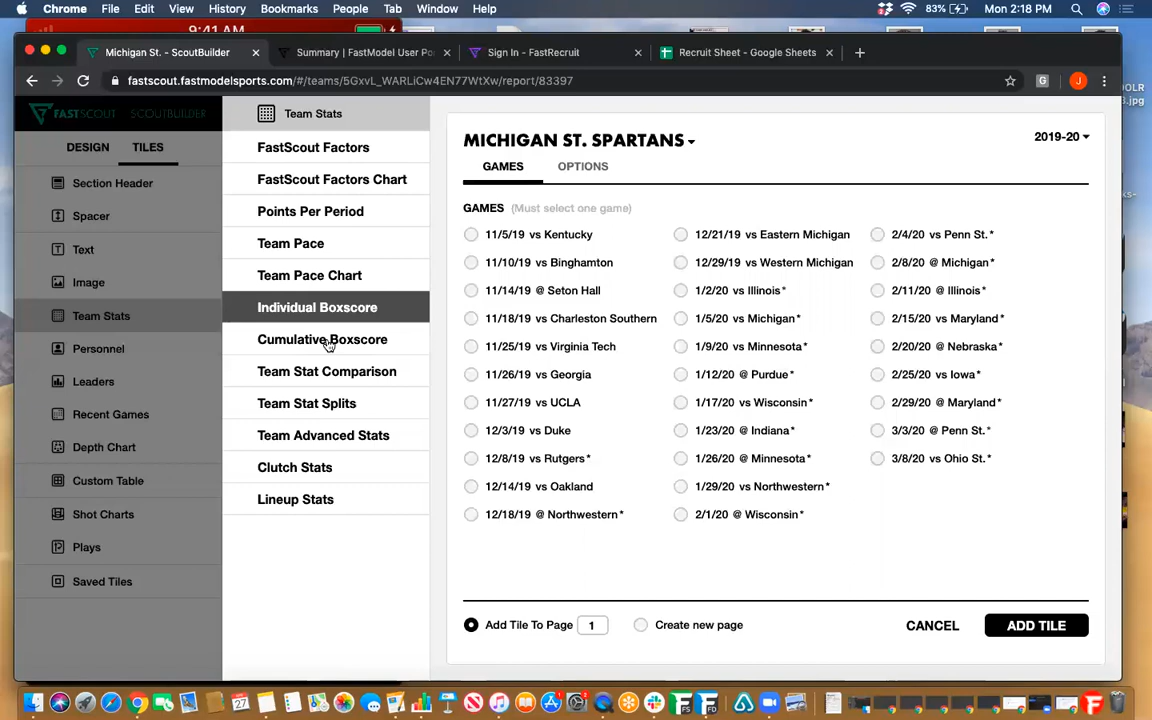 Chrome File Edit View History Bookmarks People Tab Window Help 83% Mon 2:18 PM
9:41 AM
Michigan St. - ScoutBuilder Summary | FastModel User Po Sign In - FastRecruit Recruit Sheet - Google Sheets
fastscout.fastmodelsports.com/#/teams/5GxvL_WARLiCw4EN77WtXw/report/83397 G J
FASTSCOUT SCOUTBUILDER
DESIGN TILES
Section Header
Spacer
Text
Image
Team Stats
Personnel
Leaders
Recent Games
Depth Chart
Custom Table
Shot Charts
Plays
Saved Tiles
Team Stats
FastScout Factors
FastScout Factors Chart
Points Per Period
Team Pace
Team Pace Chart
Individual Boxscore
Cumulative Boxscore
Team Stat Comparison
Team Stat Splits
Team Advanced Stats
Clutch Stats
Lineup Stats
MICHIGAN ST. SPARTANS 2019-20
GAMES OPTIONS
GAMES (Must select one game)
11/5/19 vs Kentucky
11/10/19 vs Binghamton
11/14/19 @ Seton Hall
11/18/19 vs Charleston Southern
11/25/19 vs Virginia Tech
11/26/19 vs Georgia
11/27/19 vs UCLA
12/3/19 vs Duke
12/8/19 vs Rutgers*
12/14/19 vs Oakland
12/18/19 @ Northwestern*
12/21/19 vs Eastern Michigan
12/29/19 vs Western Michigan
1/2/20 vs Illinois*
1/5/20 vs Michigan*
1/9/20 vs Minnesota*
1/12/20 @ Purdue*
1/17/20 vs Wisconsin*
1/23/20 @ Indiana*
1/26/20 @ Minnesota*
1/29/20 vs Northwestern*
2/1/20 @ Wisconsin*
2/4/20 vs Penn St.*
2/8/20 @ Michigan*
2/11/20 @ Illinois*
2/15/20 vs Maryland*
2/20/20 @ Nebraska*
2/25/20 vs Iowa*
2/29/20 @ Maryland*
3/3/20 @ Penn St.*
3/8/20 vs Ohio St.*
Add Tile To Page 1 Create new page CANCEL ADD TILE